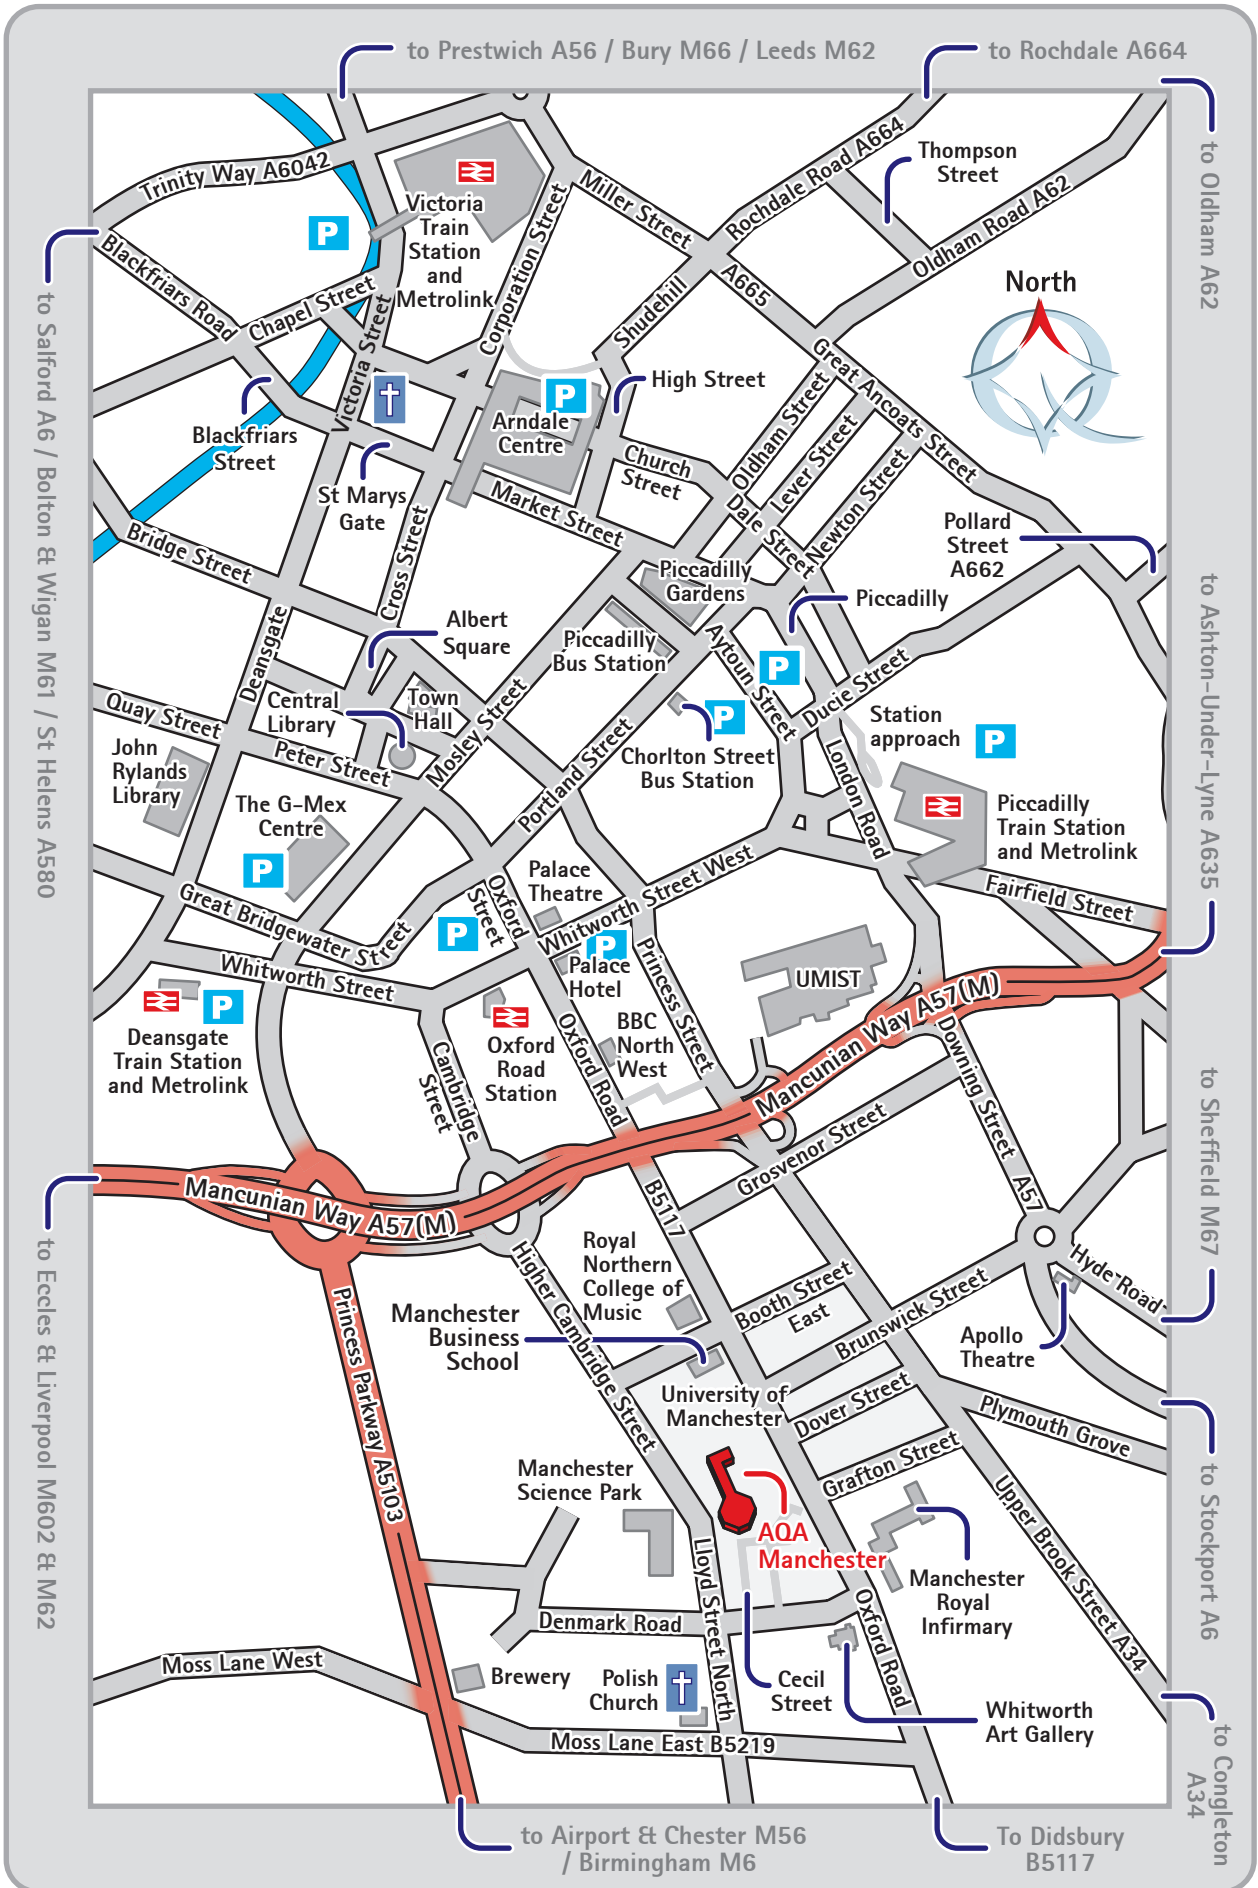 to Prestwich A56 / Bury M66 / Leeds M62
to Rochdale A664
to Oldham A62
to Salford A6 / Bolton & Wigan M61 / St Helens A580
to Ashton-Under-Lyne A635
to Eccles & Liverpool M602 & M62
to Sheffield M67
to Stockport A6
to Congleton
A34
Trinity Way A6042
P
Victoria
Train
Station
and
Metrolink
Corporation Street
Miller Street
Rochdale Road A664
Thompson
Street
Oldham Road A62
A665
North
Blackfriars Road
Chapel Street
Victoria Street
Shudehill
High Street
P
Arndale
Centre
Great Ancoats Street
Blackfriars
Street
St Marys
Gate
Church
Street
Oldham Street
Lever Street
Newton Street
Dale Street
Market Street
Cross Street
Bridge Street
Pollard
Street
A662
Piccadilly
Gardens
Piccadilly
Albert
Square
Piccadilly
Bus Station
Aytoun Street
P
Ducie Street
Deansgate
Quay Street
Central
Library
Town
Hall
Mosley Street
Peter Street
Portland Street
P
Chorlton Street
Bus Station
Station
approach
P
London Road
John
Rylands
Library
The G-Mex
Centre
P
Piccadilly
Train Station
and Metrolink
Fairfield Street
Great Bridgewater Street
Palace
Theatre
Oxford
Street
P
Whitworth Street West
P
Palace
Hotel
Princess Street
UMIST
Whitworth Street
P
Deansgate
Train Station
and Metrolink
Oxford
Road
Station
Cambridge
Street
Oxford Road
BBC
North
West
Mancunian Way A57(M)
Downing Street
A57
Grosvenor Street
Mancunian Way A57(M)
B5117
Royal
Northern
College of
Music
Higher Cambridge Street
Booth Street
East
Brunswick Street
Hyde Road
Apollo
Theatre
Manchester
Business
School
Princess Parkway A5103
University of
Manchester
Dover Street
Plymouth Grove
Grafton Street
Manchester
Science Park
AQA
Manchester
Upper Brook Street A34
Manchester
Royal
Infirmary
Lloyd Street North
Denmark Road
Oxford Road
Moss Lane West
Brewery
Polish
Church
Cecil
Street
Whitworth
Art Gallery
Moss Lane East B5219
to Airport & Chester M56
/ Birmingham M6
To Didsbury
B5117